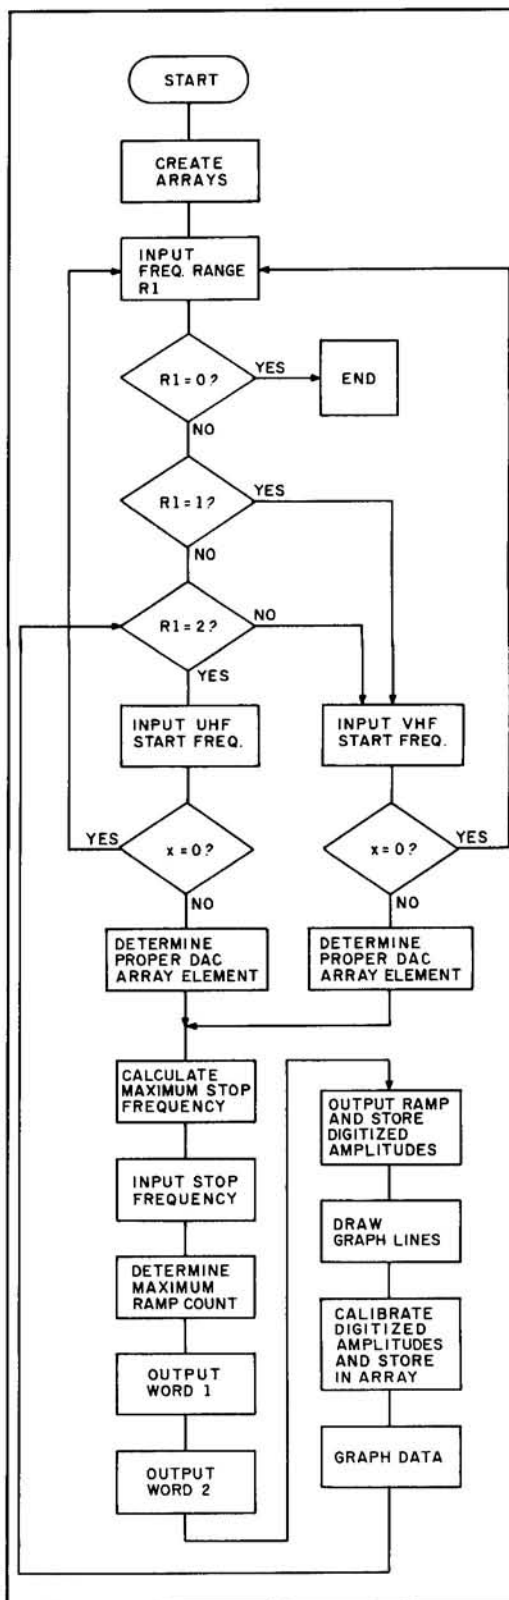 START
CREATE
ARRAYS
INPUT
FREQ. RANGE
R1
R1=0?
YES
END
NO
R1=1?
YES
NO
R1=2?
NO
YES
INPUT UHF
START FREQ.
INPUT VHF
START FREQ.
YES
x=0?
NO
x=0?
YES
NO
DETERMINE
PROPER DAC
ARRAY ELEMENT
DETERMINE
PROPER DAC
ARRAY ELEMENT
CALCULATE
MAXIMUM STOP
FREQUENCY
INPUT STOP
FREQUENCY
DETERMINE
MAXIMUM
RAMP COUNT
OUTPUT
WORD 1
OUTPUT
WORD 2
OUTPUT RAMP
AND STORE
DIGITIZED
AMPLITUDES
DRAW
GRAPH LINES
CALIBRATE
DIGITIZED
AMPLITUDES
AND STORE
IN ARRAY
GRAPH DATA